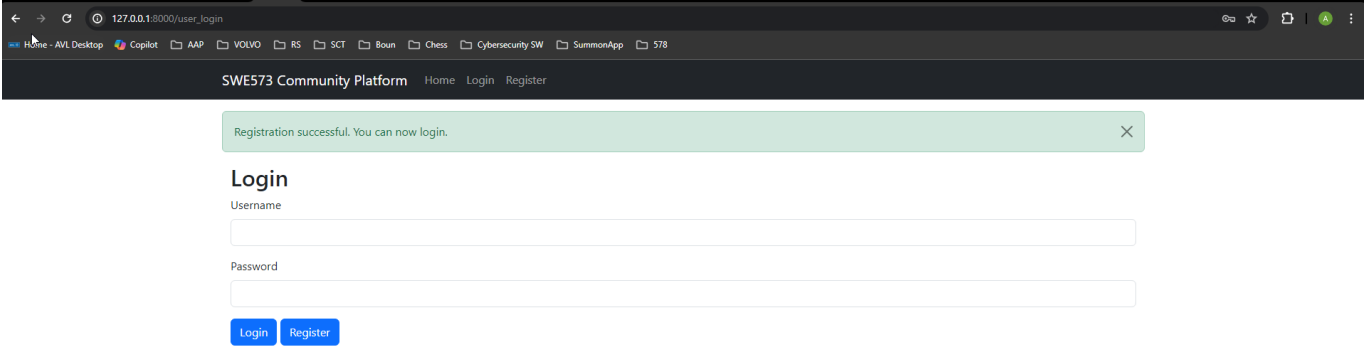 127.0.0.1:8000/user_login
Home - AVL Desktop Copilot AAP VOLVO RS SCT Boun Chess Cybersecurity SW SummonApp 578
SWE573 Community Platform Home Login Register
Registration successful. You can now login.
Login
Username
Password
Login Register